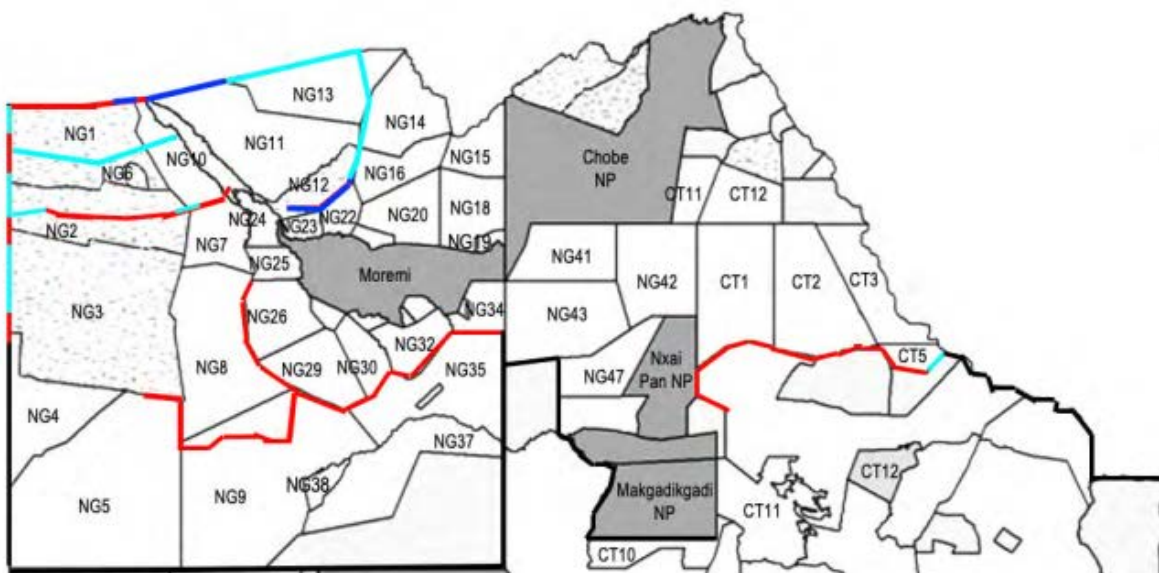 NG13
NG1
NG14
NG11
NG10
NG15
Chobe
NP
NG6
NG16
NG12
CT11
CT12
NG20
NG18
NG24
NG23
NG22
NG2
NG7
NG19
NG41
NG25
Moremi
NG42
CT1
CT2
CT3
NG3
NG34
NG43
NG26
NG32
CT5
Nxai
Pan NP
NG8
NG29
NG30
NG35
NG47
NG4
NG37
CT12
NG38
Makgadikgadi
NP
NG5
NG9
CT11
CT10